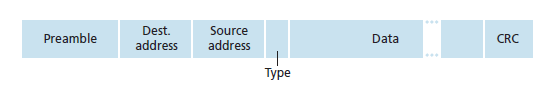 Preamble
Dest.
address
Source
address
Type
Data
CRC